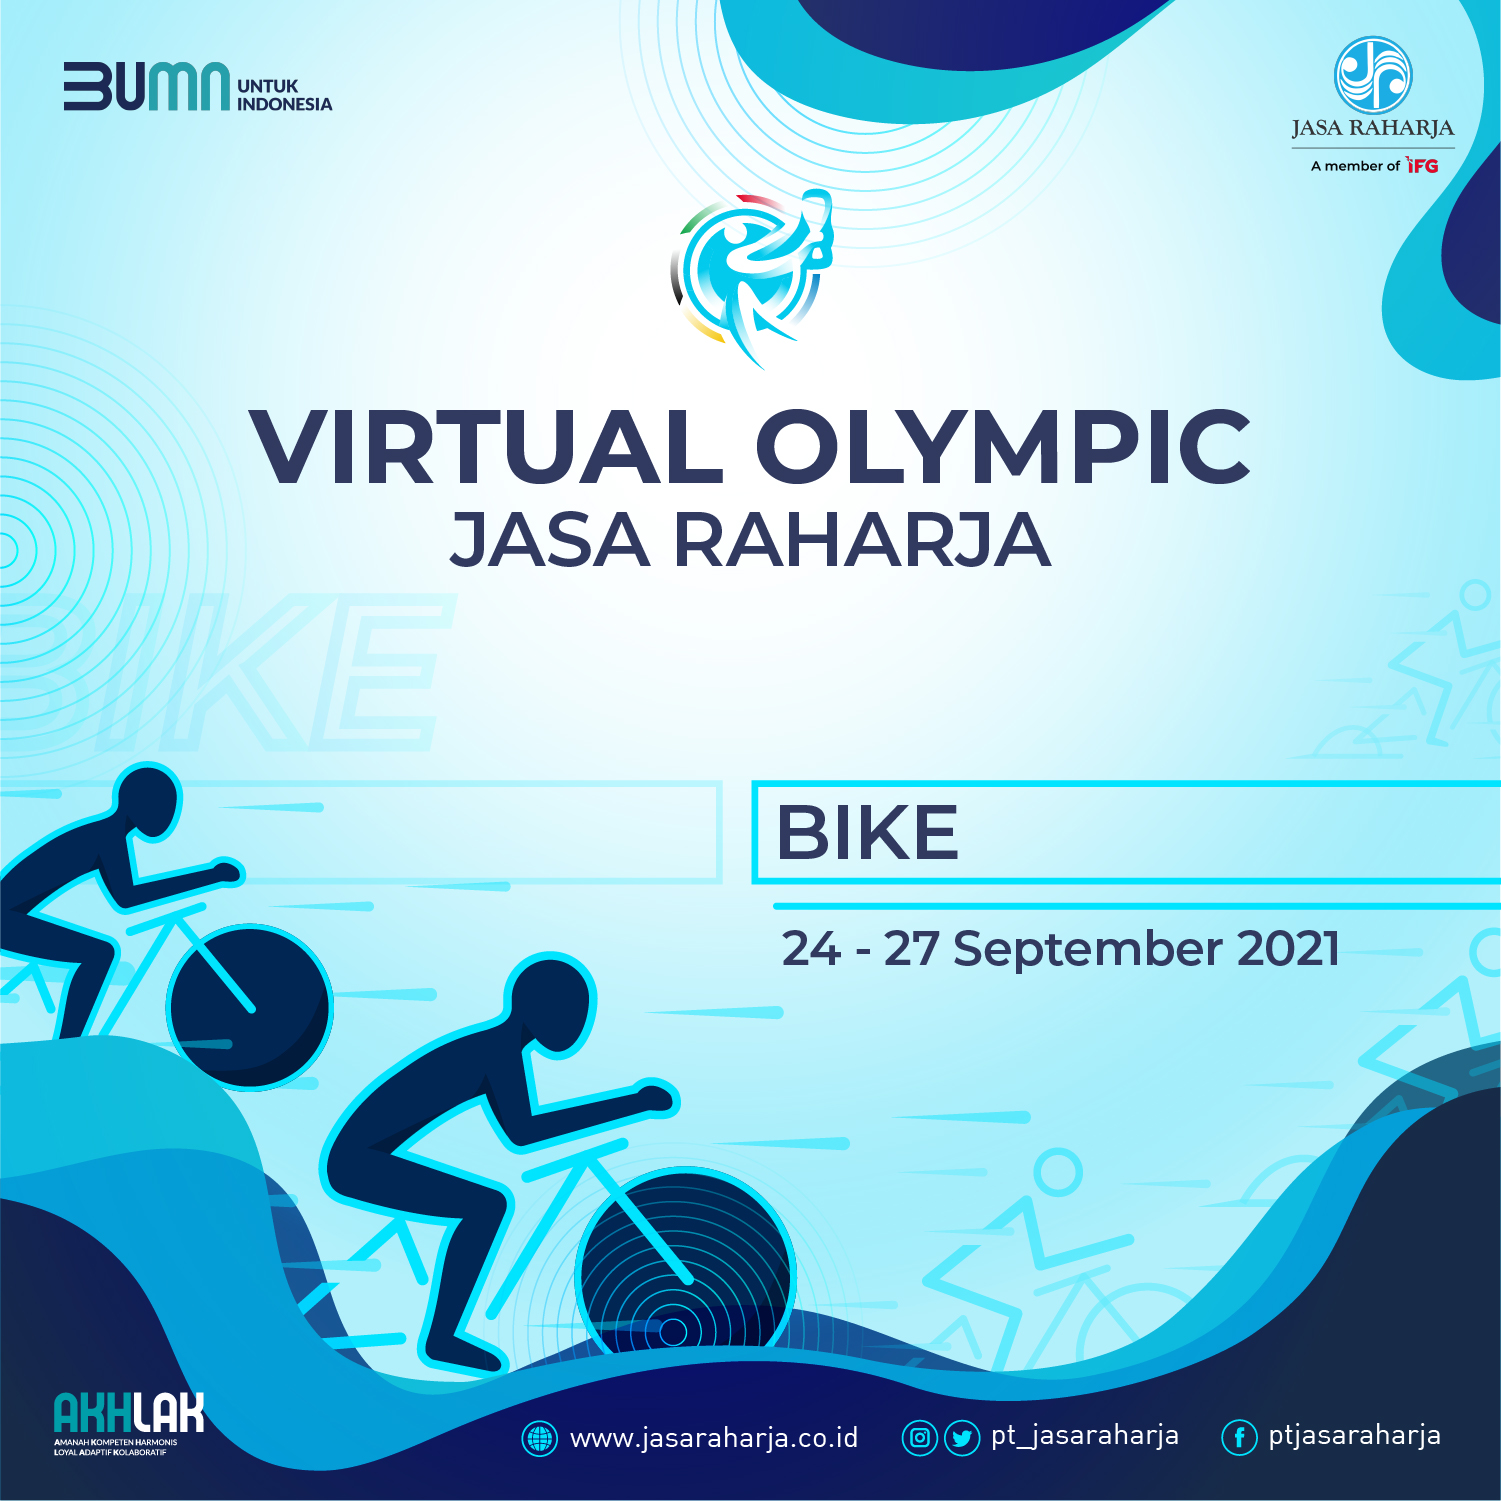 BUMN UNTUK
INDONESIA
JASA RAHARJA
A member of IFG
VIRTUAL OLYMPIC
JASA RAHARJA
BIKE
BIKE
24 - 27 September 2021
AKHLAK
AMANAH KOMPETEN HARMONIS
LOYAL ADAPTIF KOLABORATIF
www.jasaraharja.co.id
pt_jasaraharja
ptjasaraharja